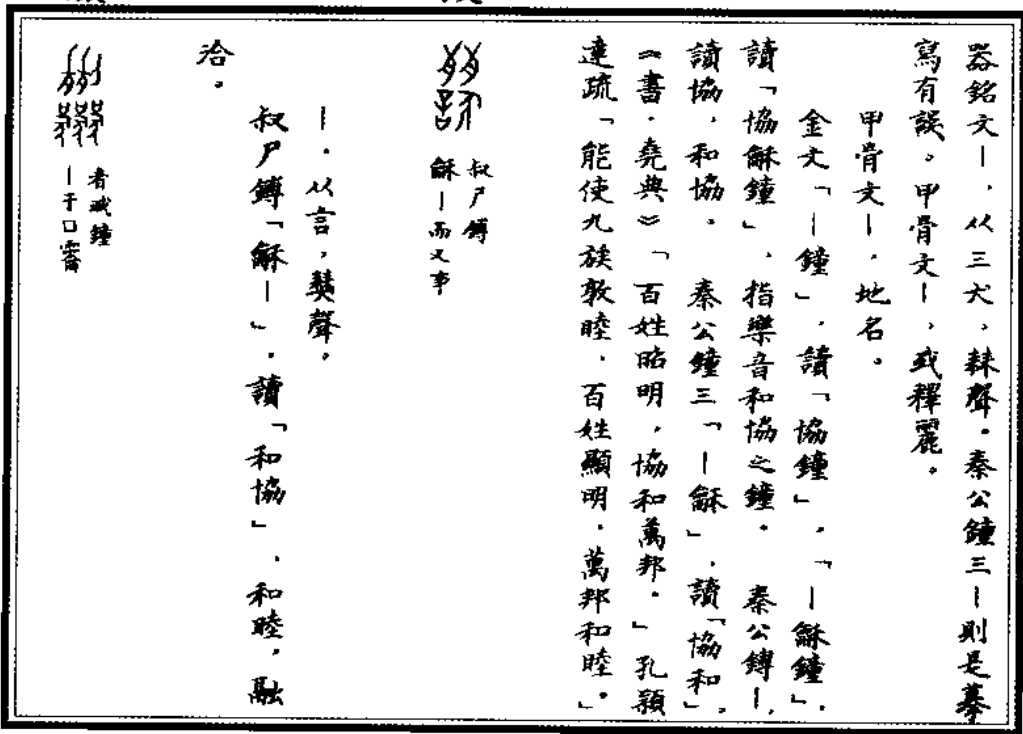 器銘文—，从三犬，劦聲。秦公鐘三—則是摹
寫有誤。甲骨文—，或釋麗。
甲骨文—，地名。
金文「—鐘」，讀「協鐘」，「—龢鐘」，
讀「協龢鐘」，指樂音和協之鐘。秦公鎛—，
讀協，和協。秦公鐘三「—龢」，讀「協和」，
《書．堯典》「百姓昭明，協和萬邦。」孔穎
達疏「能使九族敦睦，百姓顯明，萬邦和睦。」
叔尸鎛
龢—而又事
—．从言，㸤聲，
叔尸鎛「龢—」，讀「和協」，和睦，融
洽。
者㵒鐘
—于口嗇